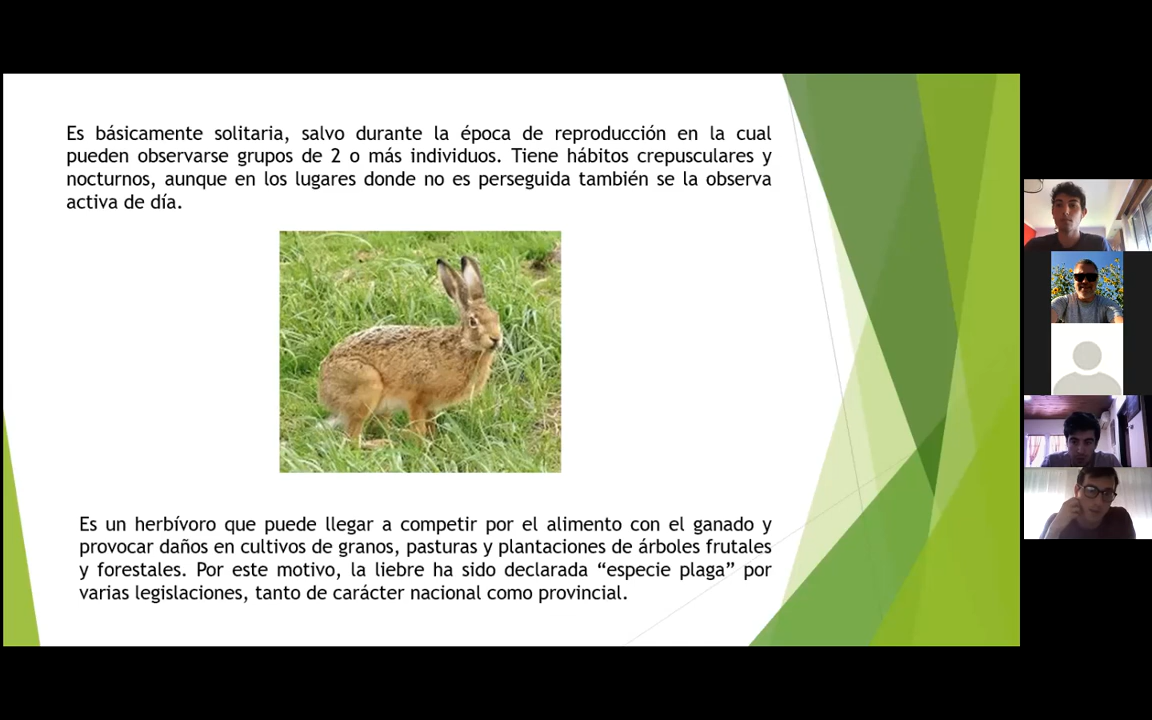 Es básicamente solitaria, salvo durante la época de reproducción en la cual
pueden observarse grupos de 2 o más individuos. Tiene hábitos crepusculares y
nocturnos, aunque en los lugares donde no es perseguida también se la observa
activa de día.
Es un herbívoro que puede llegar a competir por el alimento con el ganado y
provocar daños en cultivos de granos, pasturas y plantaciones de árboles frutales
y forestales. Por este motivo, la liebre ha sido declarada “especie plaga” por
varias legislaciones, tanto de carácter nacional como provincial.